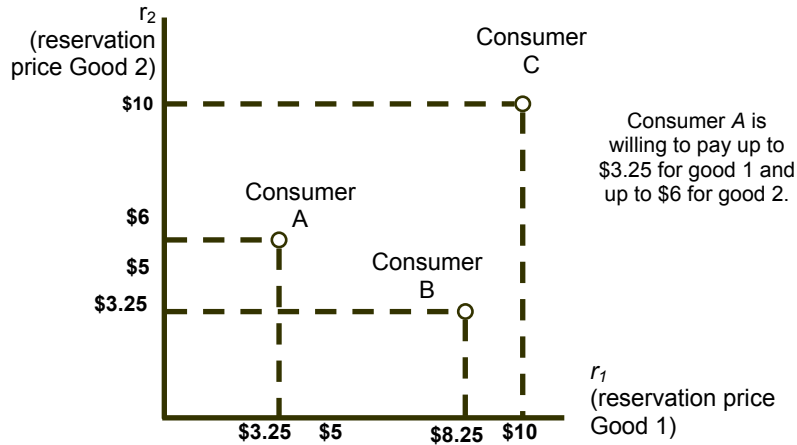 r2
(reservation
price Good 2)
Consumer
C
$10
Consumer A is
willing to pay up to
$3.25 for good 1 and
up to $6 for good 2.
Consumer
A
$6
$5
Consumer
B
$3.25
r1
(reservation price
Good 1)
$3.25 $5 $8.25 $10